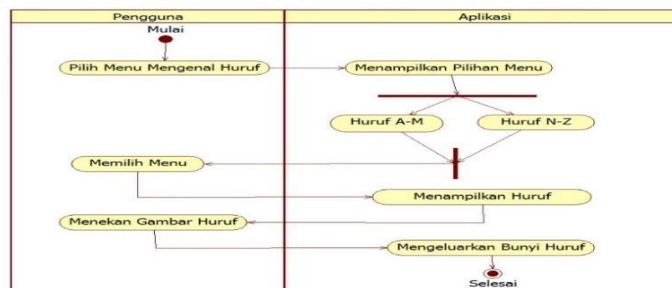 Pengguna
Aplikasi
Mulai
Pilih Menu Mengenal Huruf
Menampilkan Pilihan Menu
Huruf A-M
Huruf N-Z
Memilih Menu
Menampilkan Huruf
Menekan Gambar Huruf
Mengeluarkan Bunyi Huruf
Selesai